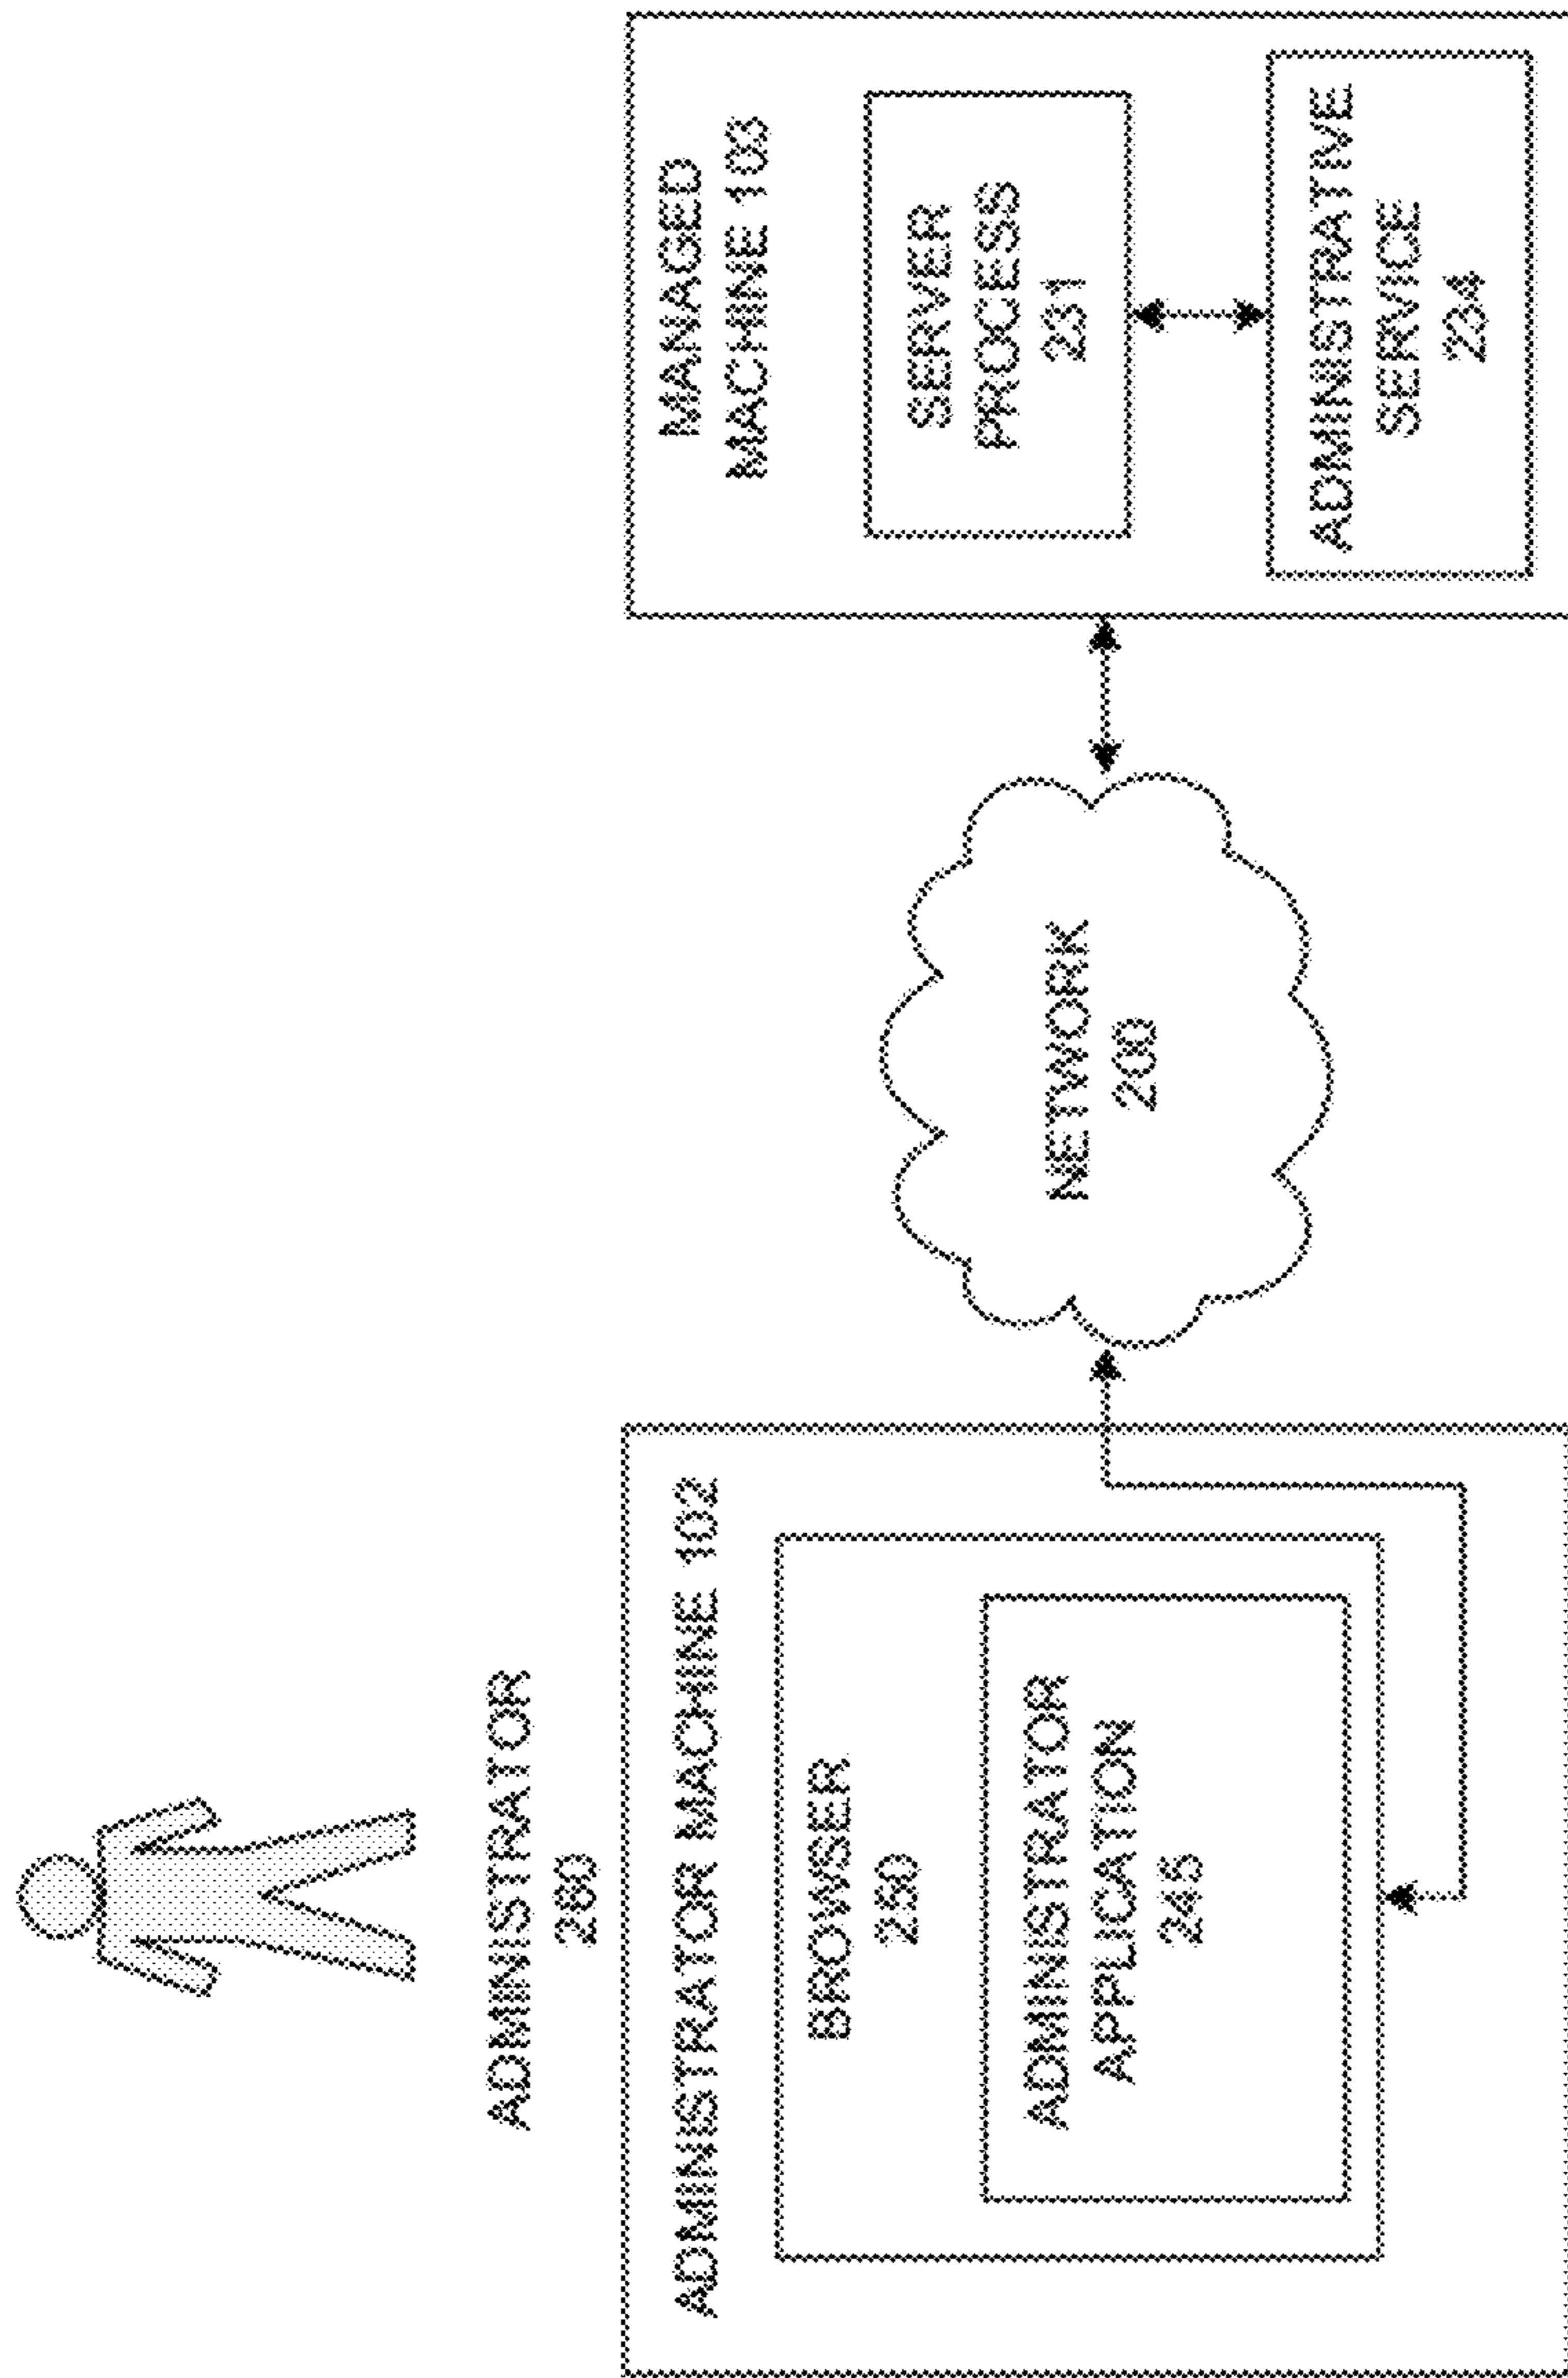 ADMINISTRATOR
280
ADMINISTRATOR MACHINE 102
BROWSER
250
ADMINISTRATOR
APPLICATION
245
NETWORK
200
MANAGED
MACHINE 103
SERVER
PROCESS
231
ADMINISTRATIVE
SERVICE
234